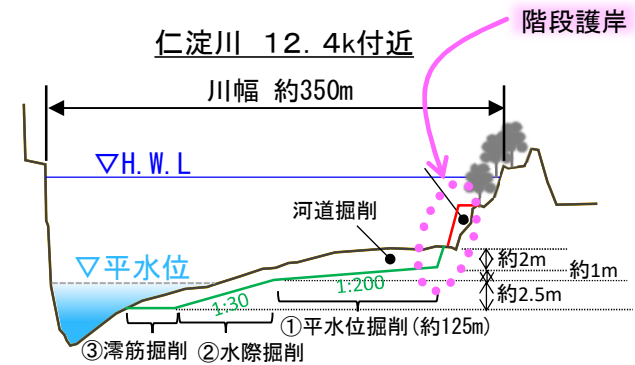 階段護岸
仁淀川 12.4k付近
川幅 約350m
▽H.W.L
河道掘削
▽平水位
約2m
約1m
約2.5m
1:200
1:30
①平水位掘削(約125m)
②水際掘削
③澪筋掘削